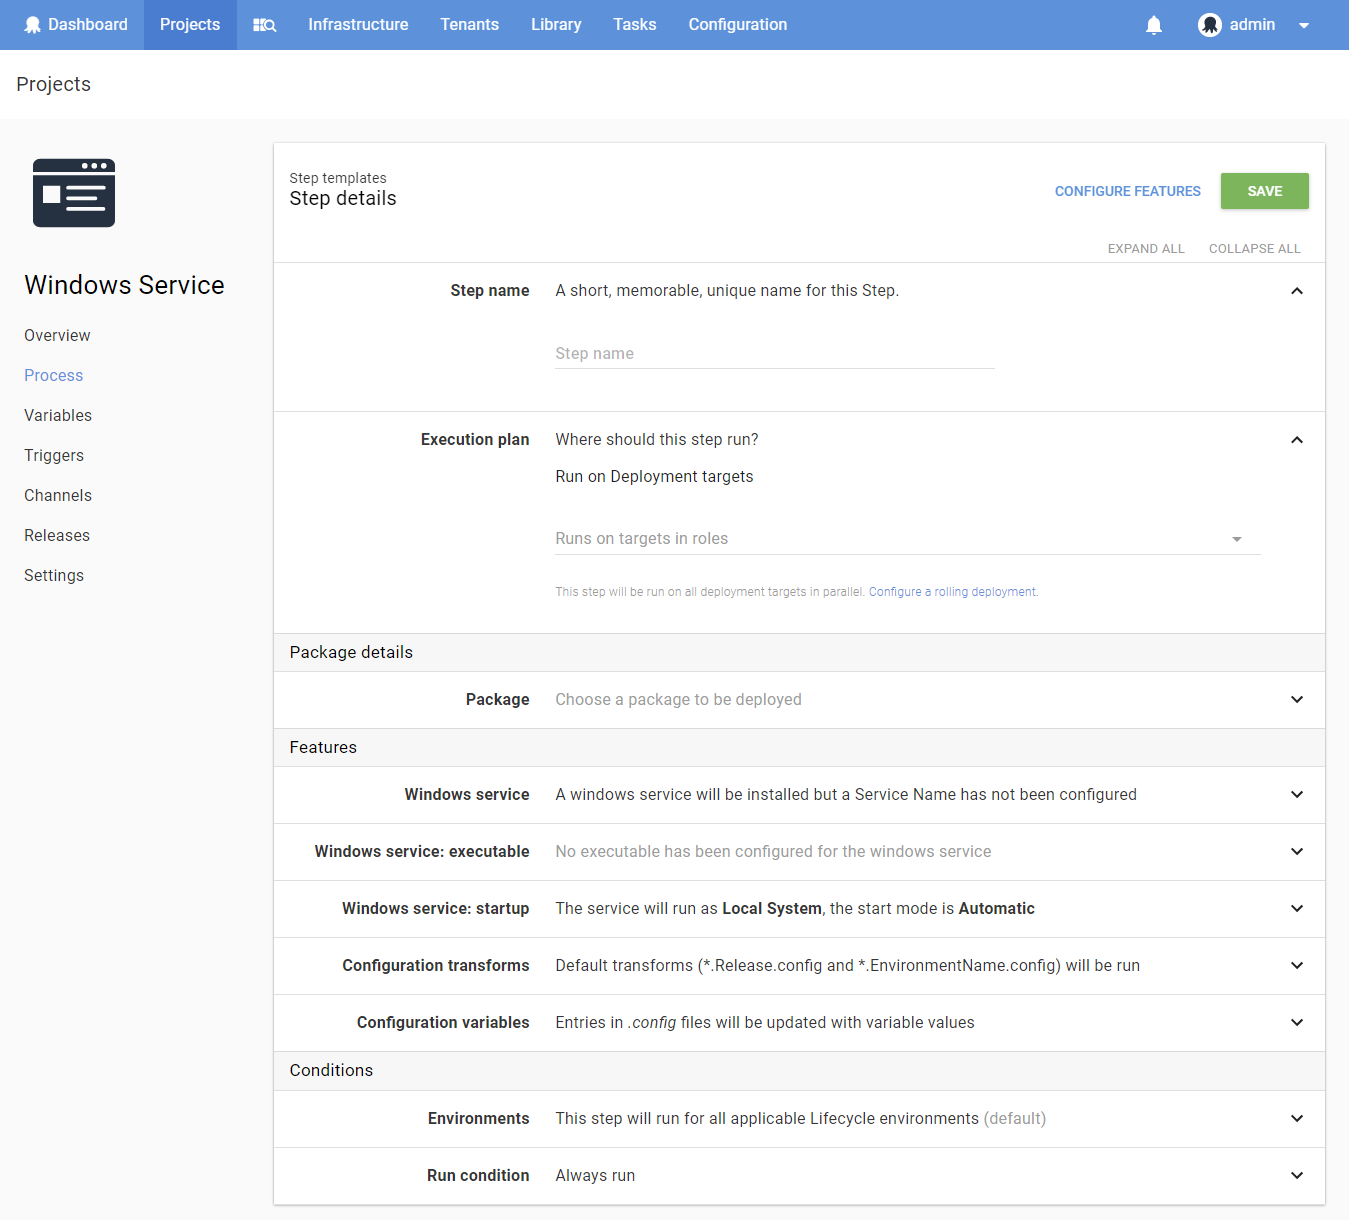 Dashboard Projects Infrastructure Tenants Library Tasks Configuration admin
Projects
Windows Service
Overview
Process
Variables
Triggers
Channels
Releases
Settings
Step templates
Step details
CONFIGURE FEATURES SAVE
EXPAND ALL COLLAPSE ALL
Step name A short, memorable, unique name for this Step.
Step name
Execution plan Where should this step run?
Run on Deployment targets
Runs on targets in roles
This step will be run on all deployment targets in parallel. Configure a rolling deployment.
Package details
Package Choose a package to be deployed
Features
Windows service A windows service will be installed but a Service Name has not been configured
Windows service: executable No executable has been configured for the windows service
Windows service: startup The service will run as Local System, the start mode is Automatic
Configuration transforms Default transforms (*.Release.config and *.EnvironmentName.config) will be run
Configuration variables Entries in .config files will be updated with variable values
Conditions
Environments This step will run for all applicable Lifecycle environments (default)
Run condition Always run